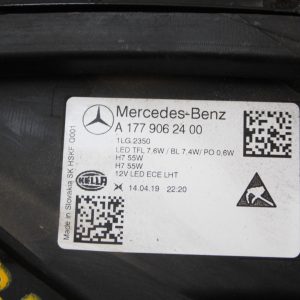 Mercedes-Benz
A 177 906 24 00
1LG.2350
LED TFL 7.6W / BL 7.4W/ PO 0,6W
H7 55W
H7 55W
12V LED ECE LHT
HELLA
14.04.19 22:20
Made in Slovakia SK HSKF G001